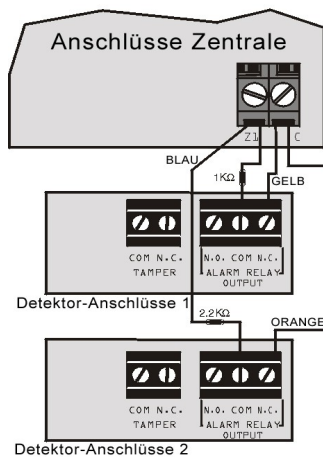 Anschlüsse Zentrale
Z1 C
BLAU
1KΩ
GELB
COM N.C.
TAMPER
N.O. COM N.C.
ALARM RELAY
OUTPUT
Detektor-Anschlüsse 1
2.2KΩ
ORANGE
COM N.C.
TAMPER
N.O. COM N.C.
ALARM RELAY
OUTPUT
Detektor-Anschlüsse 2